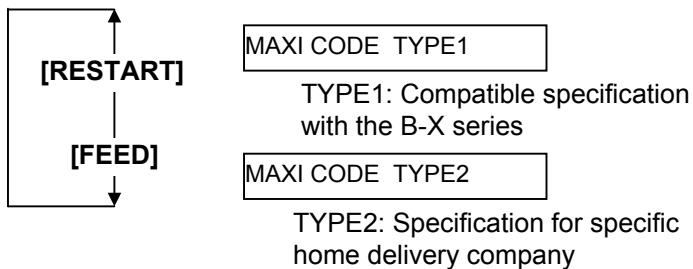 MAXI CODE  TYPE1
[RESTART]
TYPE1: Compatible specification
with the B-X series
[FEED]
MAXI CODE  TYPE2
TYPE2: Specification for specific
home delivery company